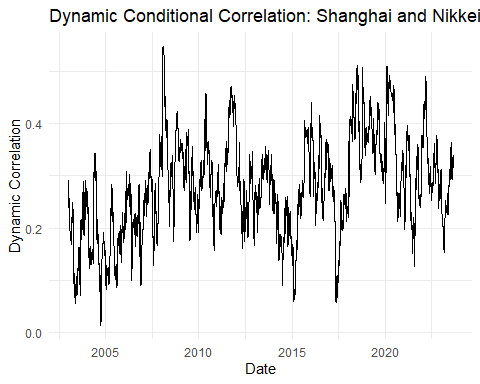 Dynamic Conditional Correlation: Shanghai and Nikkei
Dynamic Correlation
0.4
0.2
0.0
2005 2010 2015 2020
Date